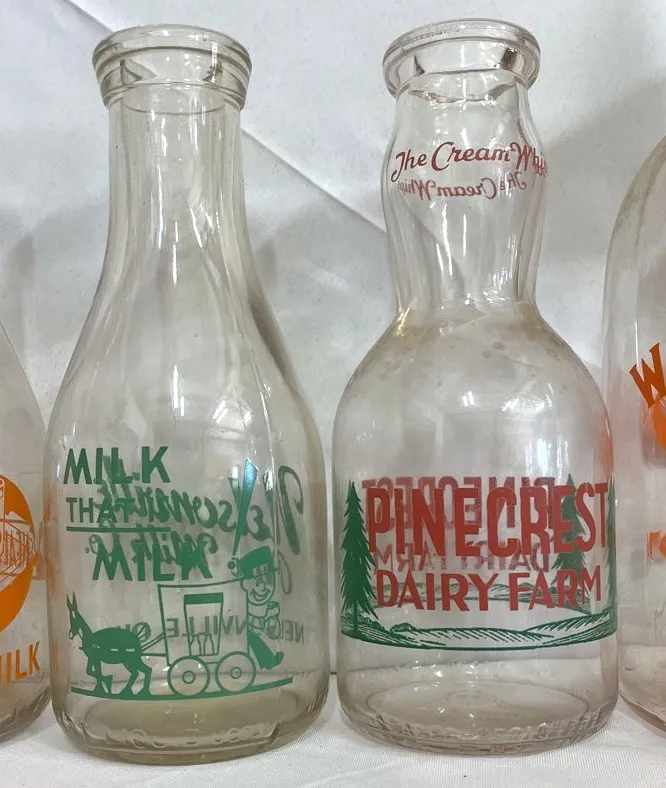 MILK
THAT
MILK
The Cream Whip
PINECREST
DAIRY FARM
MILK
W